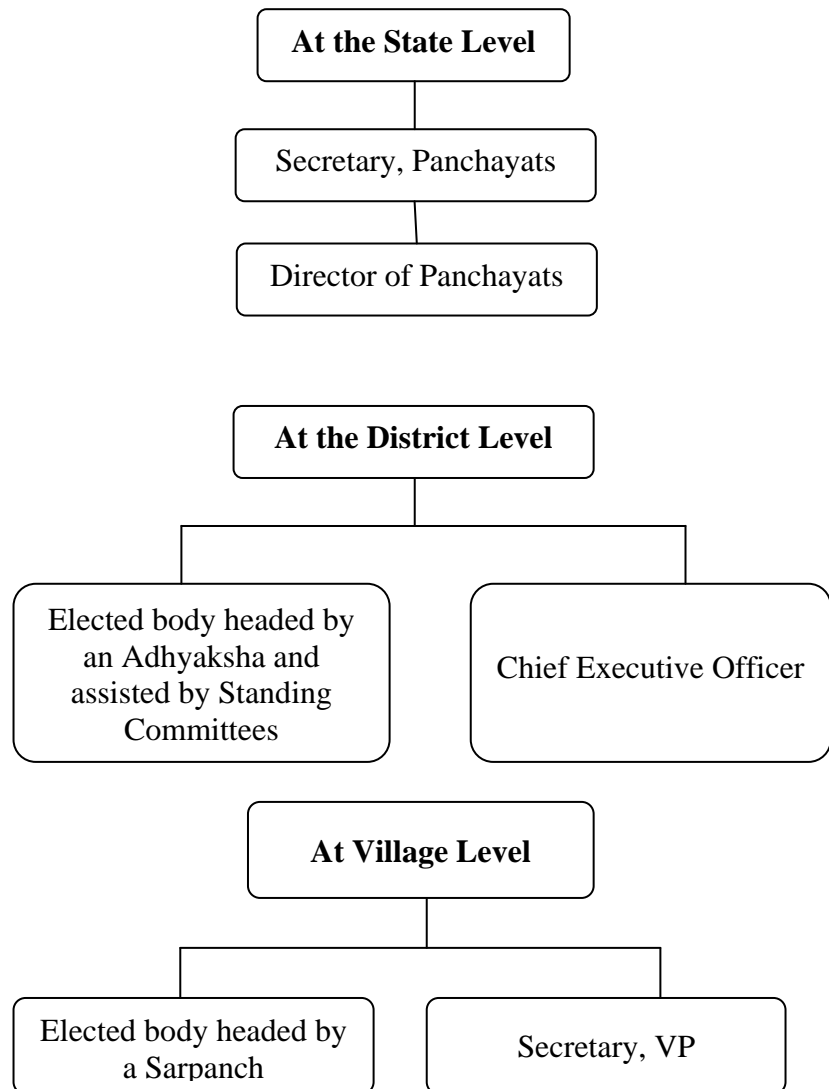 At the State Level
Secretary, Panchayats
Director of Panchayats
At the District Level
Elected body headed by
an Adhyaksha and
assisted by Standing
Committees
Chief Executive Officer
At Village Level
Elected body headed by
a Sarpanch
Secretary, VP